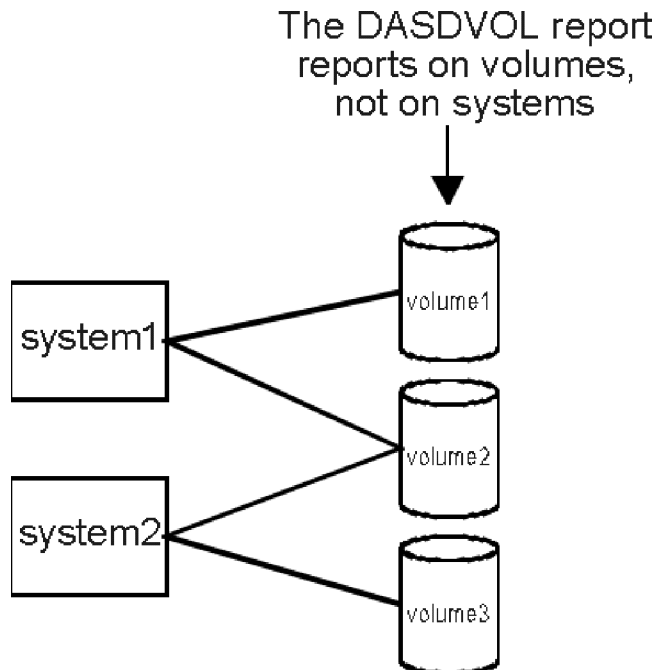 The DASDVOL report
reports on volumes,
not on systems
volume1
system1
volume2
system2
volume3